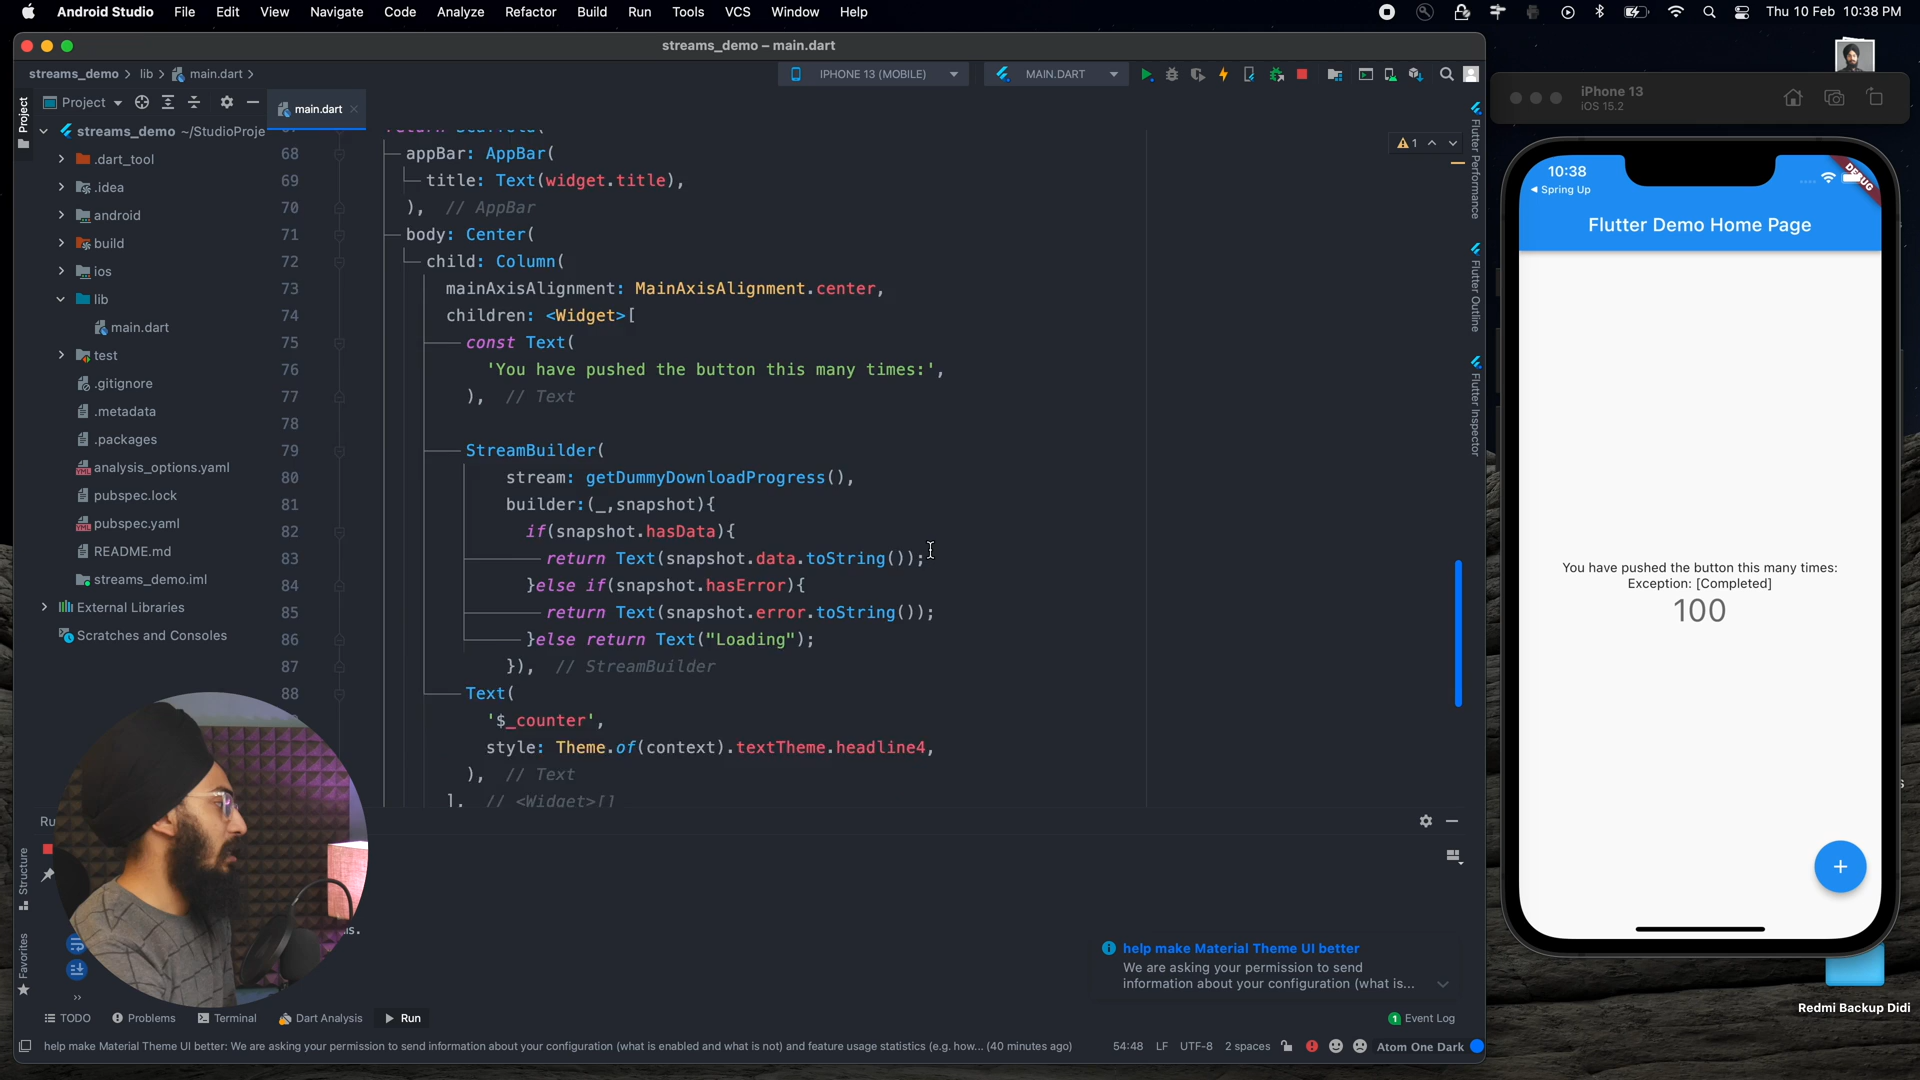 Android Studio File Edit View Navigate Code Analyze Refactor Build Run Tools VCS Window Help
Thu 10 Feb 10:38 PM
streams_demo – main.dart
streams_demo lib main.dart
IPHONE 13 (MOBILE) MAIN.DART
Project
Project
main.dart
streams_demo ~/StudioProje
.dart_tool
.idea
android
build
ios
lib
main.dart
test
.gitignore
.metadata
.packages
analysis_options.yaml
pubspec.lock
pubspec.yaml
README.md
streams_demo.iml
External Libraries
Scratches and Consoles
68 appBar: AppBar(
69 title: Text(widget.title),
70 ), // AppBar
71 body: Center(
72 child: Column(
73 mainAxisAlignment: MainAxisAlignment.center,
74 children: <Widget>[
75 const Text(
76 'You have pushed the button this many times:',
77 ), // Text
78
79 StreamBuilder(
80 stream: getDummyDownloadProgress(),
81 builder:(_,snapshot){
82 if(snapshot.hasData){
83 return Text(snapshot.data.toString());
84 }else if(snapshot.hasError){
85 return Text(snapshot.error.toString());
86 }else return Text("Loading");
87 }), // StreamBuilder
88 Text(
'$_counter',
style: Theme.of(context).textTheme.headline4,
), // Text
], // <Widget>[]
1
Flutter Performance
Flutter Outline
Flutter Inspector
iPhone 13
iOS 15.2
10:38
Spring Up
DEBUG
Flutter Demo Home Page
You have pushed the button this many times:
Exception: [Completed]
100
+
Ru
Structure
Favorites
help make Material Theme UI better
We are asking your permission to send
information about your configuration (what is...
TODO Problems Terminal Dart Analysis Run
1 Event Log
help make Material Theme UI better: We are asking your permission to send information about your configuration (what is enabled and what is not) and feature usage statistics (e.g. how... (40 minutes ago)
54:48 LF UTF-8 2 spaces Atom One Dark
Redmi Backup Didi